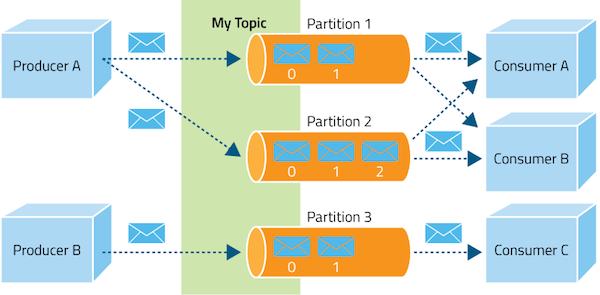 My Topic
Partition 1
Producer A
0 1
Consumer A
Partition 2
0 1 2
Consumer B
Partition 3
Producer B
0 1
Consumer C